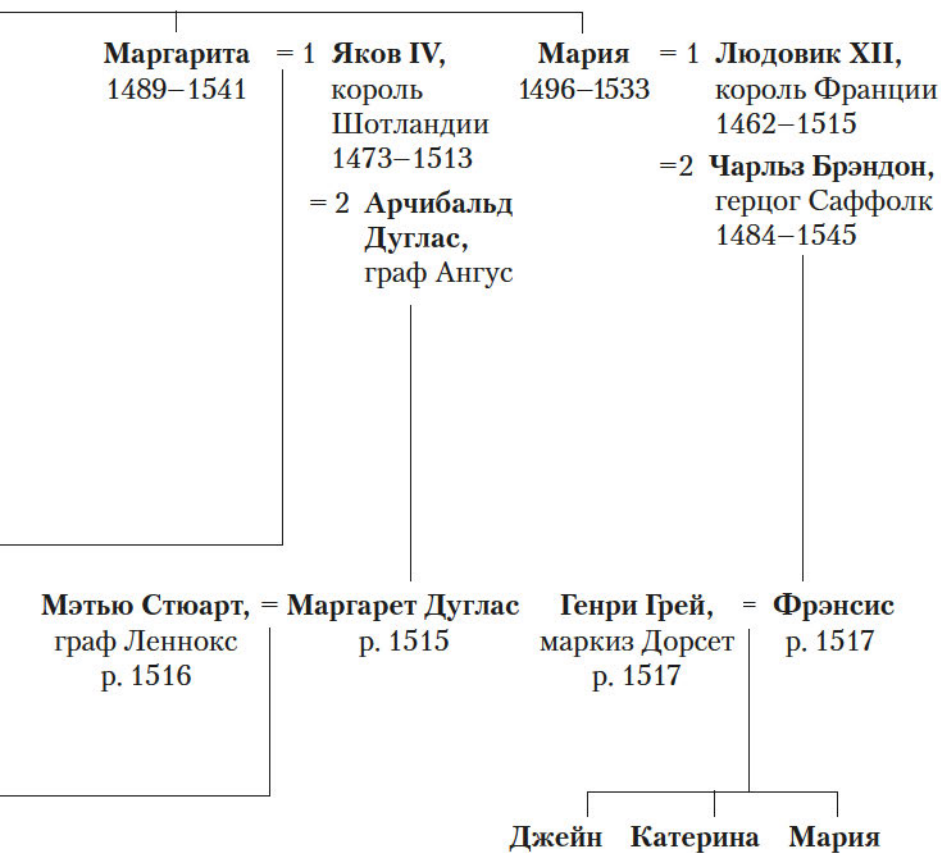 Маргарита = 1 Яков IV,
1489–1541
король
Шотландии
1473–1513
= 2 Арчибальд
Дуглас,
граф Ангус
Мария = 1 Людовик XII,
1496–1533
король Франции
1462–1515
=2 Чарльз Брэндон,
герцог Саффолк
1484–1545
Мэтью Стюарт, = Маргарет Дуглас
граф Леннокс
р. 1516
р. 1515
Генри Грей, = Фрэнсис
маркиз Дорсет
р. 1517
р. 1517
Джейн Катерина Мария